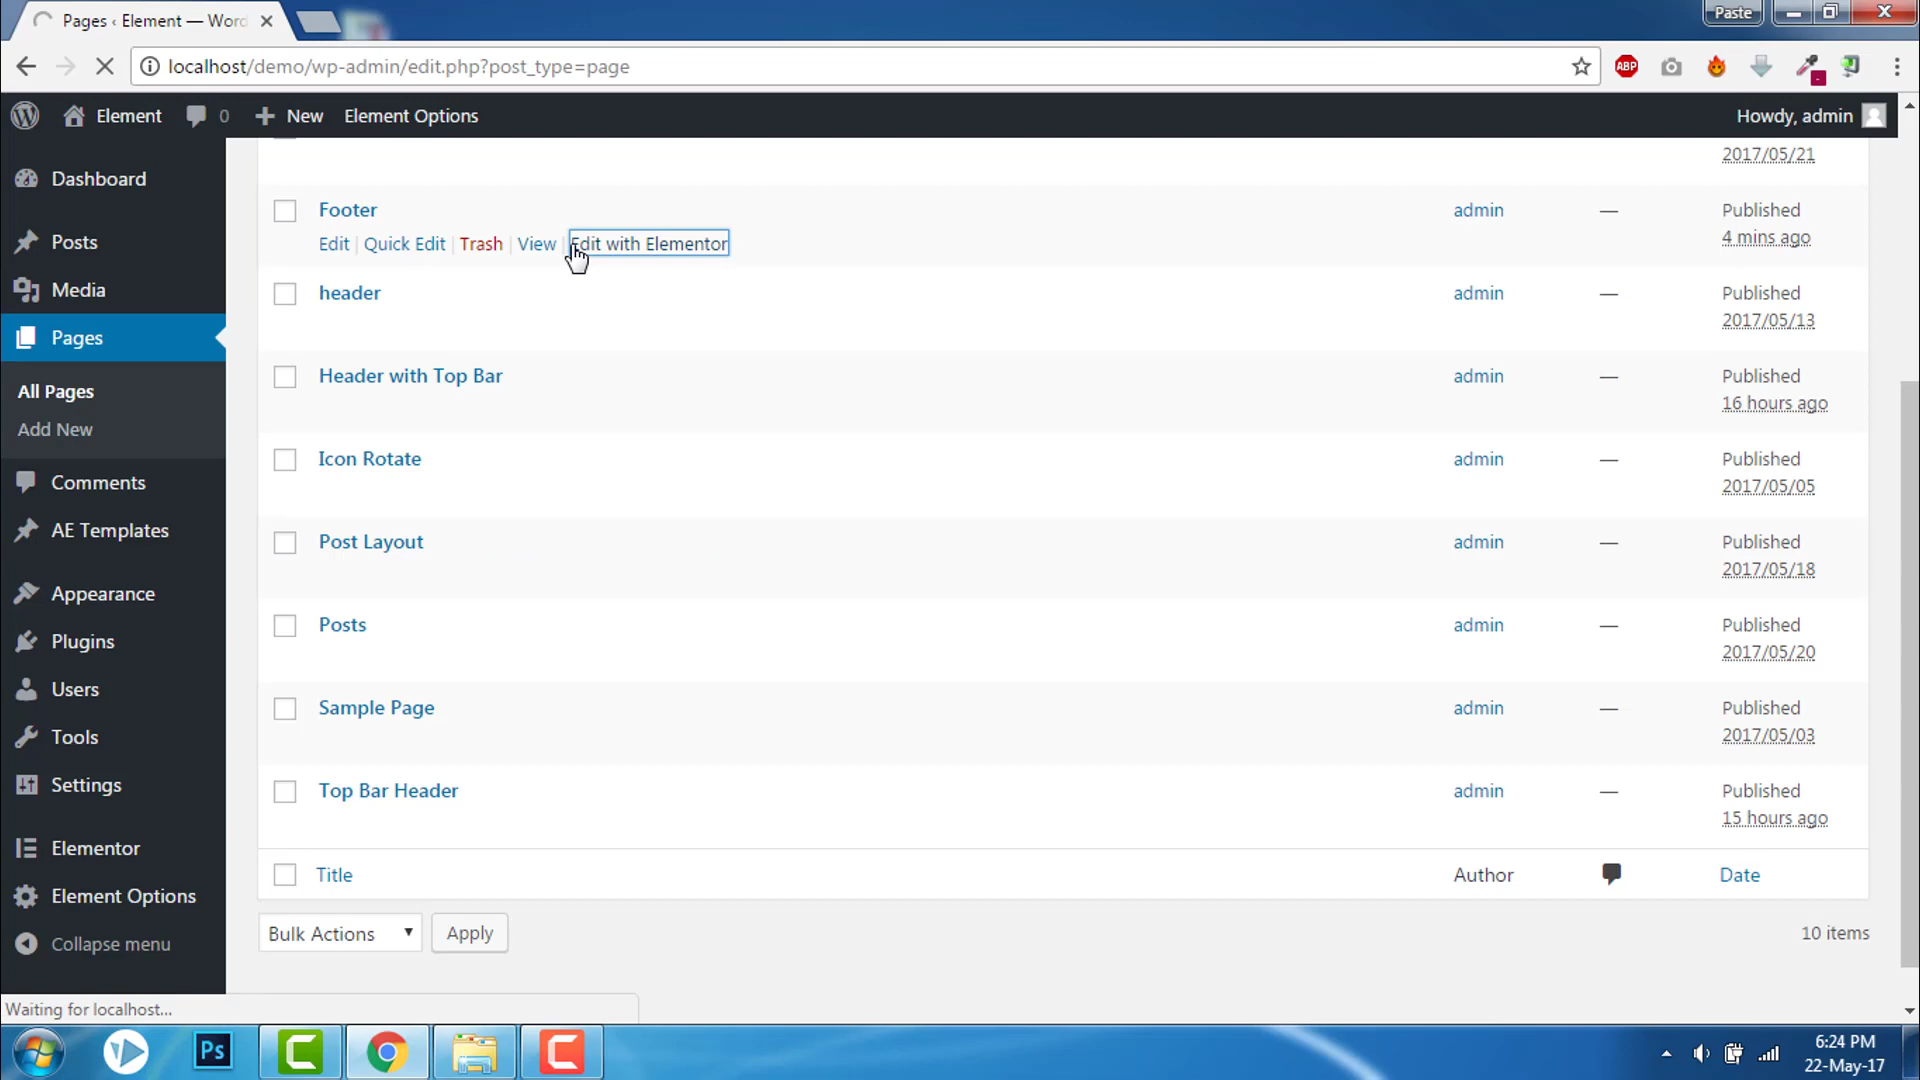 Pages ‹ Element — Word
Paste
localhost/demo/wp-admin/edit.php?post_type=page
ABP
Element
0
New
Element Options
Howdy, admin
Dashboard
Posts
Media
Pages
All Pages
Add New
Comments
AE Templates
Appearance
Plugins
Users
Tools
Settings
Elementor
Element Options
Collapse menu
2017/05/21
Footer
admin
—
Published
4 mins ago
Edit | Quick Edit | Trash | View | Edit with Elementor
header
admin
—
Published
2017/05/13
Header with Top Bar
admin
—
Published
16 hours ago
Icon Rotate
admin
—
Published
2017/05/05
Post Layout
admin
—
Published
2017/05/18
Posts
admin
—
Published
2017/05/20
Sample Page
admin
—
Published
2017/05/03
Top Bar Header
admin
—
Published
15 hours ago
Title
Author
Date
Bulk Actions
Apply
10 items
Waiting for localhost...
Ps
6:24 PM
22-May-17